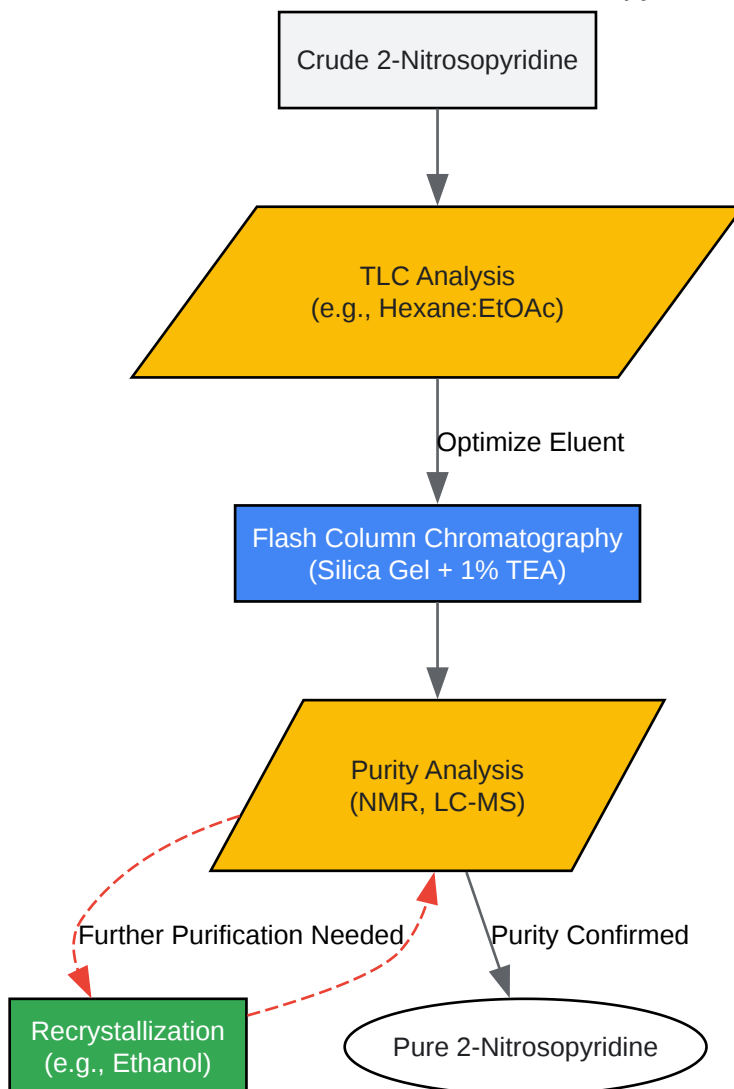 Crude 2-Nitrosopyridine
TLC Analysis
(e.g., Hexane:EtOAc)
Optimize Eluent
Flash Column Chromatography
(Silica Gel + 1% TEA)
Purity Analysis
(NMR, LC-MS)
Further Purification Needed
Purity Confirmed
Recrystallization
(e.g., Ethanol)
Pure 2-Nitrosopyridine